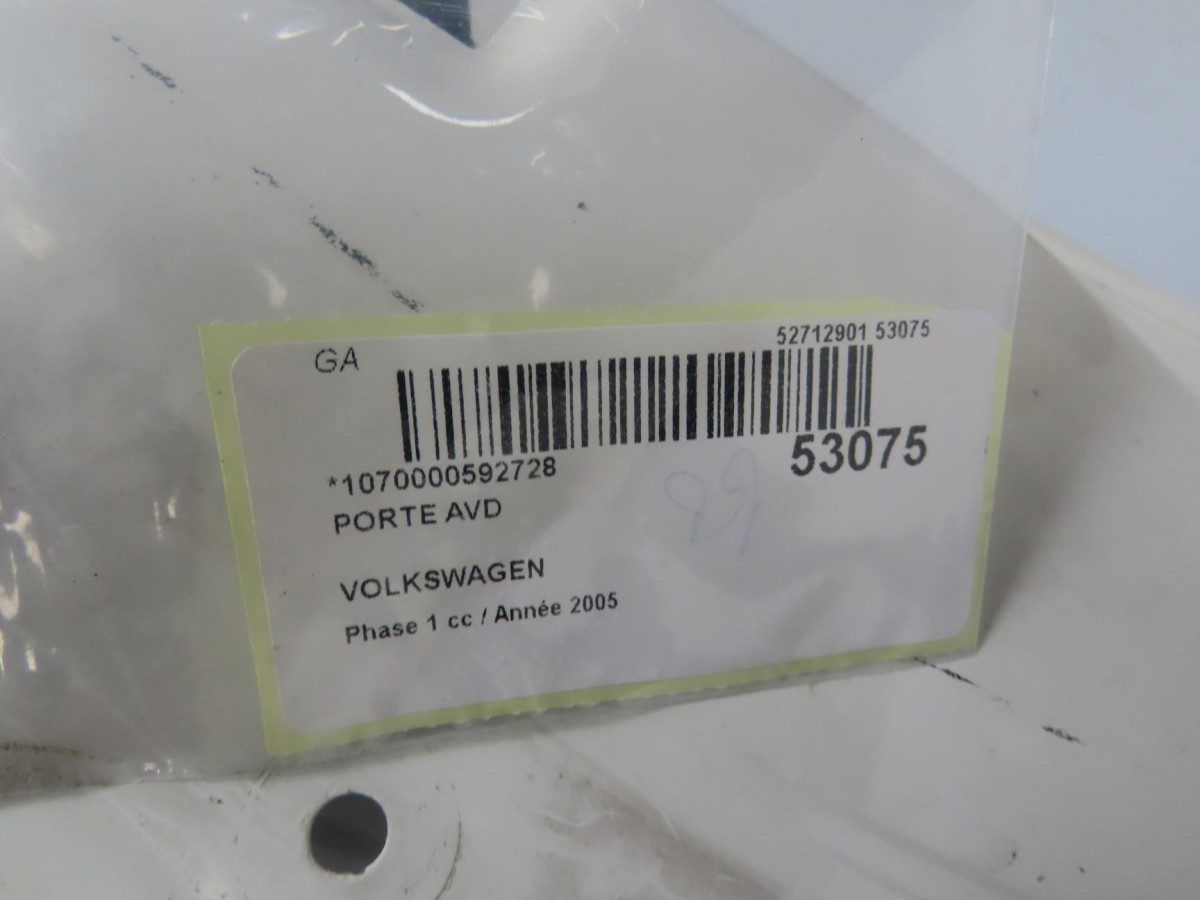 GA
52712901 53075
53075
*1070000592728
PORTE AVD
VOLKSWAGEN
Phase 1 cc / Année 2005